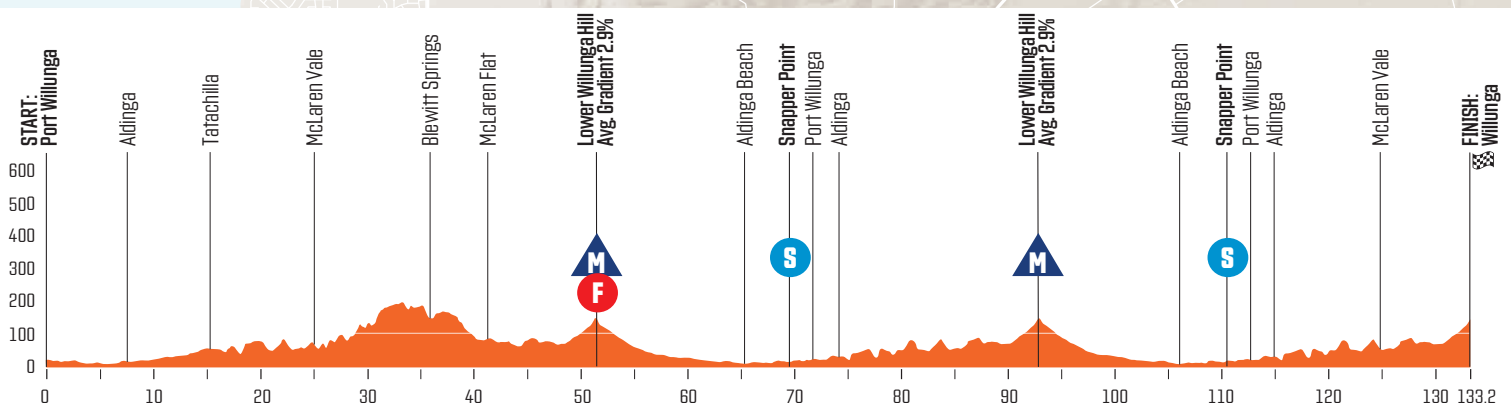 START:
Port Willunga
Aldinga
Tatachilla
McLaren Vale
Blewitt Springs
McLaren Flat
Lower Willunga Hill
Avg. Gradient 2.9%
Aldinga Beach
Snapper Point
Port Willunga
Aldinga
Lower Willunga Hill
Avg. Gradient 2.9%
Aldinga Beach
Snapper Point
Port Willunga
Aldinga
McLaren Vale
FINISH:
Willunga
600
500
400
300
200
100
0
M
F
S
M
S
0 10 20 30 40 50 60 70 80 90 100 110 120 130 133.2